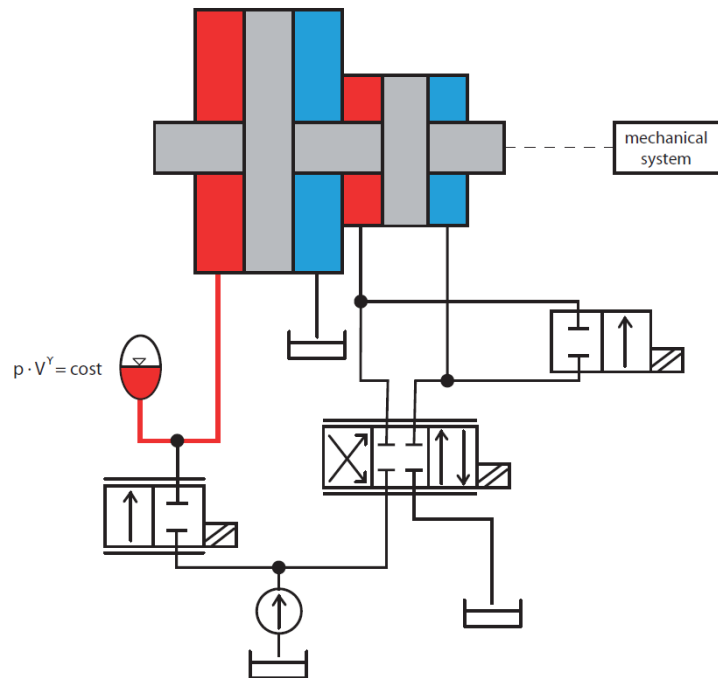 mechanical
system
p · V^γ = cost